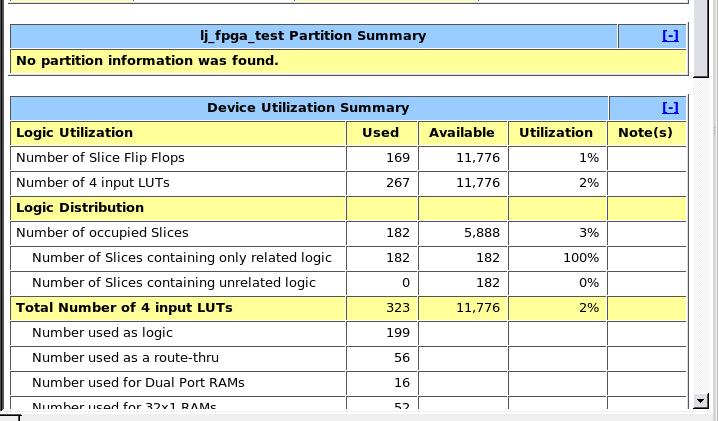 lj_fpga_test Partition Summary [-]
No partition information was found.
Device Utilization Summary [-]
Logic Utilization Used Available Utilization Note(s)
Number of Slice Flip Flops 169 11,776 1%
Number of 4 input LUTs 267 11,776 2%
Logic Distribution
Number of occupied Slices 182 5,888 3%
Number of Slices containing only related logic 182 182 100%
Number of Slices containing unrelated logic 0 182 0%
Total Number of 4 input LUTs 323 11,776 2%
Number used as logic 199
Number used as a route-thru 56
Number used for Dual Port RAMs 16
Number used for 32x1 RAMs 52